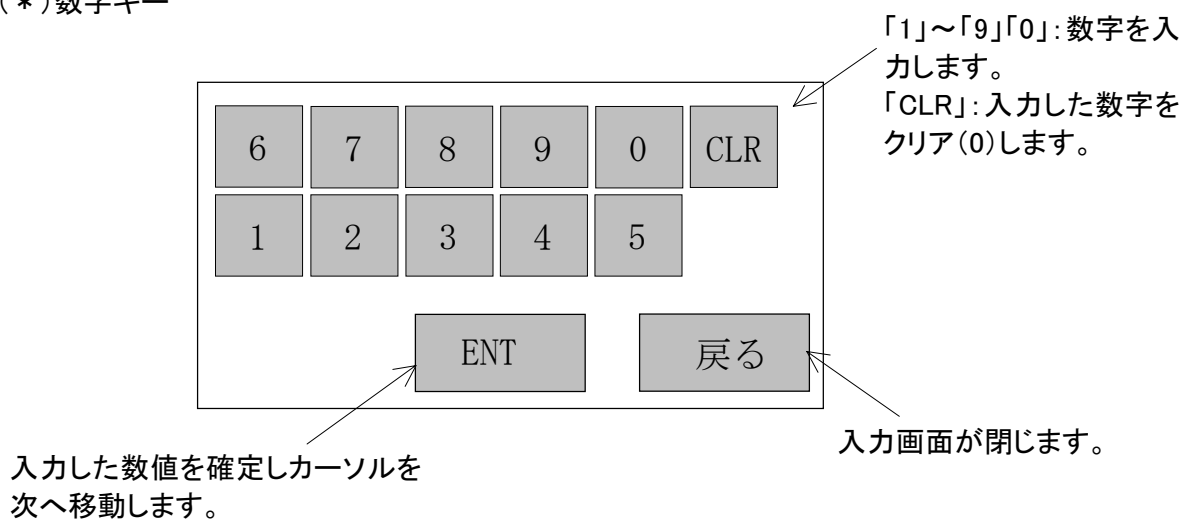 (＊)数字キー
「1」～「9」「0」：数字を入
力します。
「CLR」：入力した数字を
クリア(0)します。
6 7 8 9 0 CLR
1 2 3 4 5
ENT 戻る
入力画面が閉じます。
入力した数値を確定しカーソルを
次へ移動します。